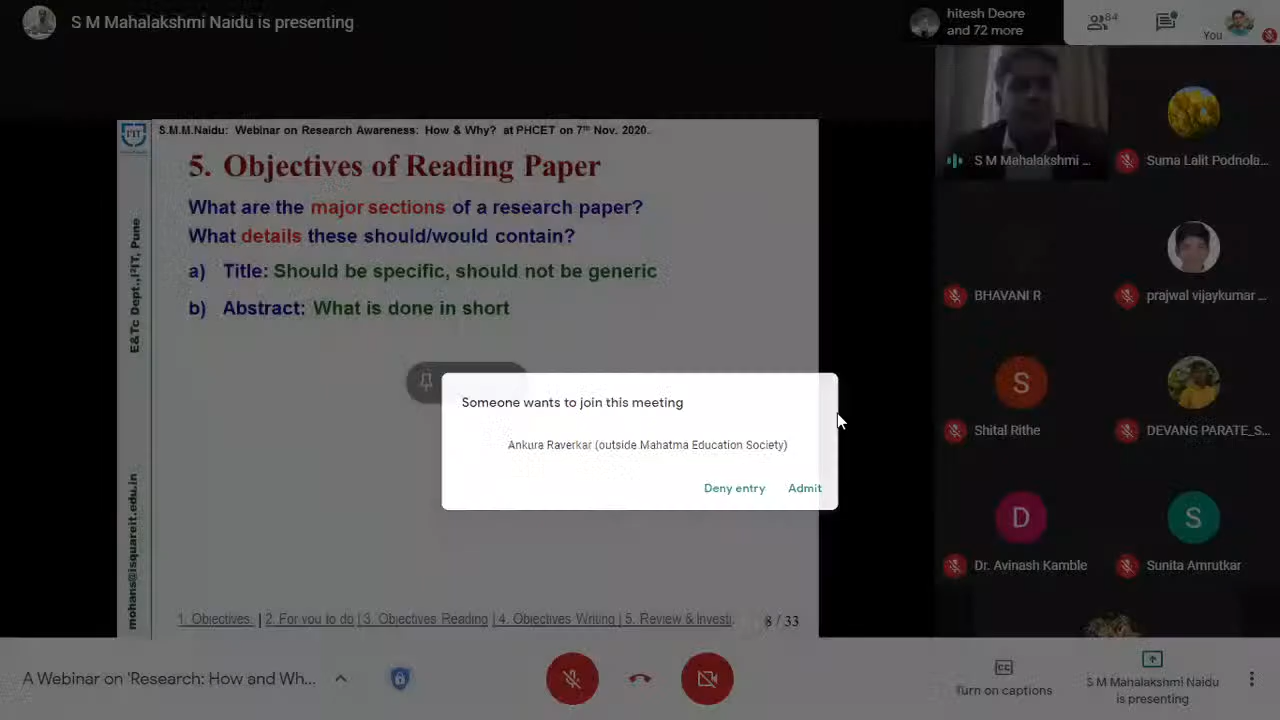 S M Mahalakshmi Naidu is presenting
hitesh Deore
and 72 more
84
You
S.M.M.Naidu: Webinar on Research Awareness: How & Why? at PHCET on 7th Nov. 2020.
5. Objectives of Reading Paper
What are the major sections of a research paper?
What details these should/would contain?
a) Title: Should be specific, should not be generic
b) Abstract: What is done in short
E&Tc Dept.,I²IT, Pune
mohans@isquareit.edu.in
Someone wants to join this meeting
Ankura Raverkar (outside Mahatma Education Society)
Deny entry
Admit
1. Objectives. | 2. For you to do | 3. Objectives Reading | 4. Objectives Writing | 5. Review & Investi.
8 / 33
S M Mahalakshmi ...
Suma Lalit Podnola...
BHAVANI R
prajwal vijaykumar ...
S
Shital Rithe
DEVANG PARATE_S...
D
Dr. Avinash Kamble
S
Sunita Amrutkar
A Webinar on 'Research: How and Wh...
CC
Turn on captions
S M Mahalakshmi Naidu
is presenting